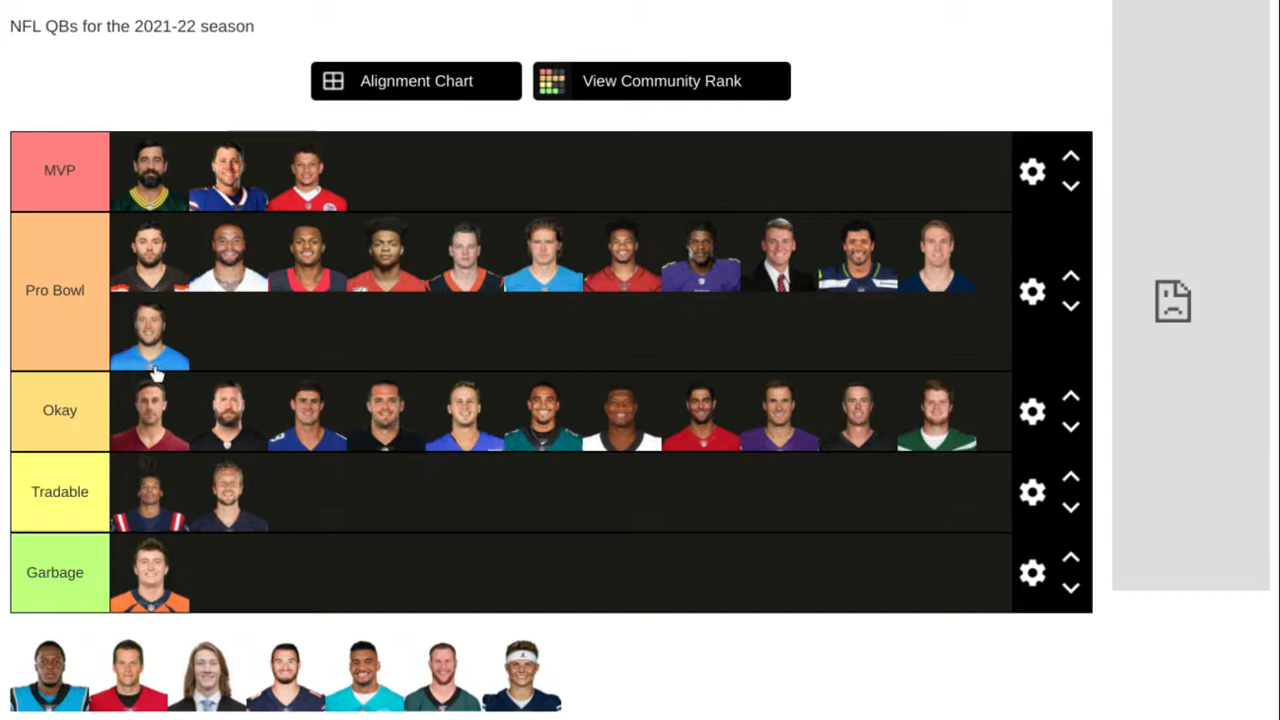 NFL QBs for the 2021-22 season
Alignment Chart
View Community Rank
MVP
Pro Bowl
Okay
Tradable
Garbage